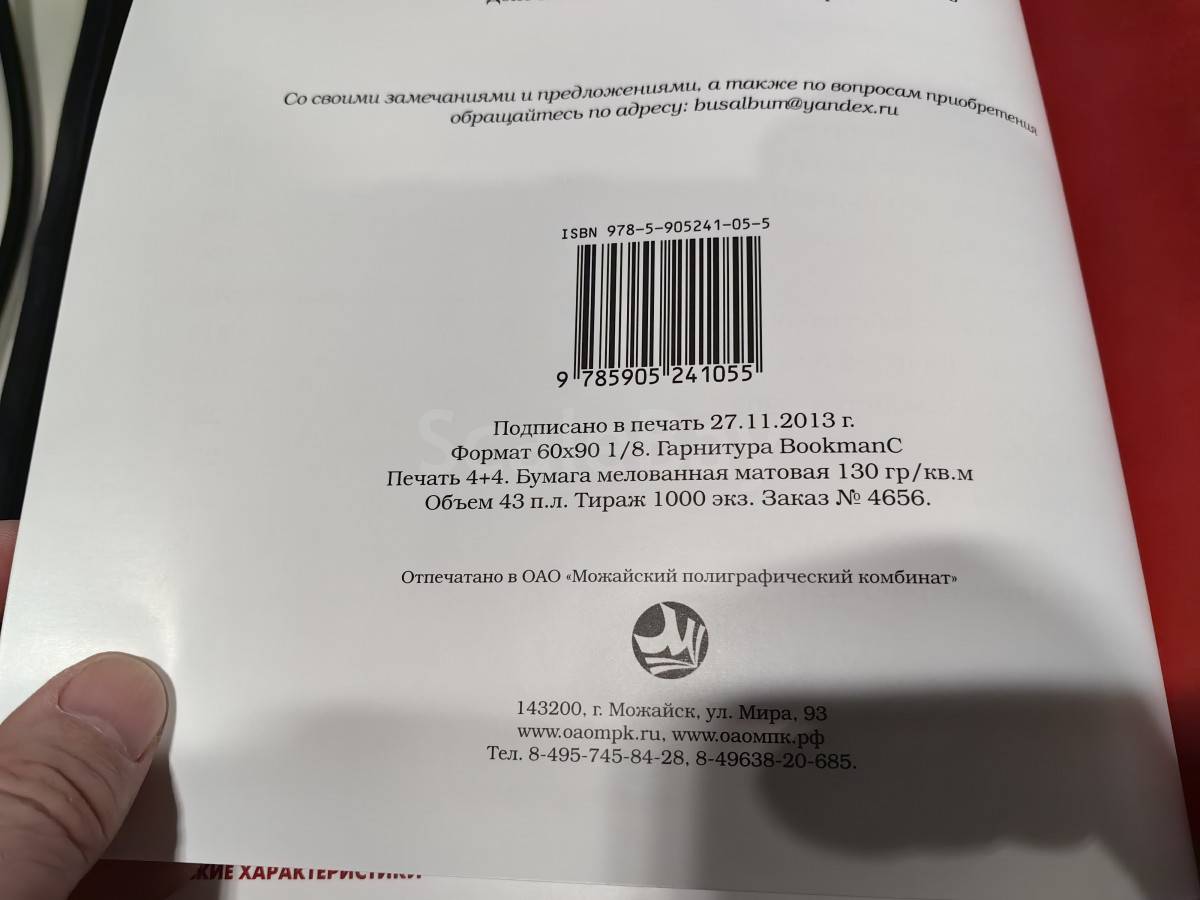 Со своими замечаниями и предложениями, а также по вопросам приобретения
обращайтесь по адресу: busalbum@yandex.ru
ISBN 978-5-905241-05-5
9 785905 241055
Подписано в печать 27.11.2013 г.
Формат 60х90 1/8. Гарнитура BookmanC
Печать 4+4. Бумага мелованная матовая 130 гр/кв.м
Объем 43 п.л. Тираж 1000 экз. Заказ № 4656.
Отпечатано в ОАО «Можайский полиграфический комбинат»
143200, г. Можайск, ул. Мира, 93
www.oaompk.ru, www.оаомпк.рф
Тел. 8-495-745-84-28, 8-49638-20-685.
ХАРАКТЕРИСТИКИ